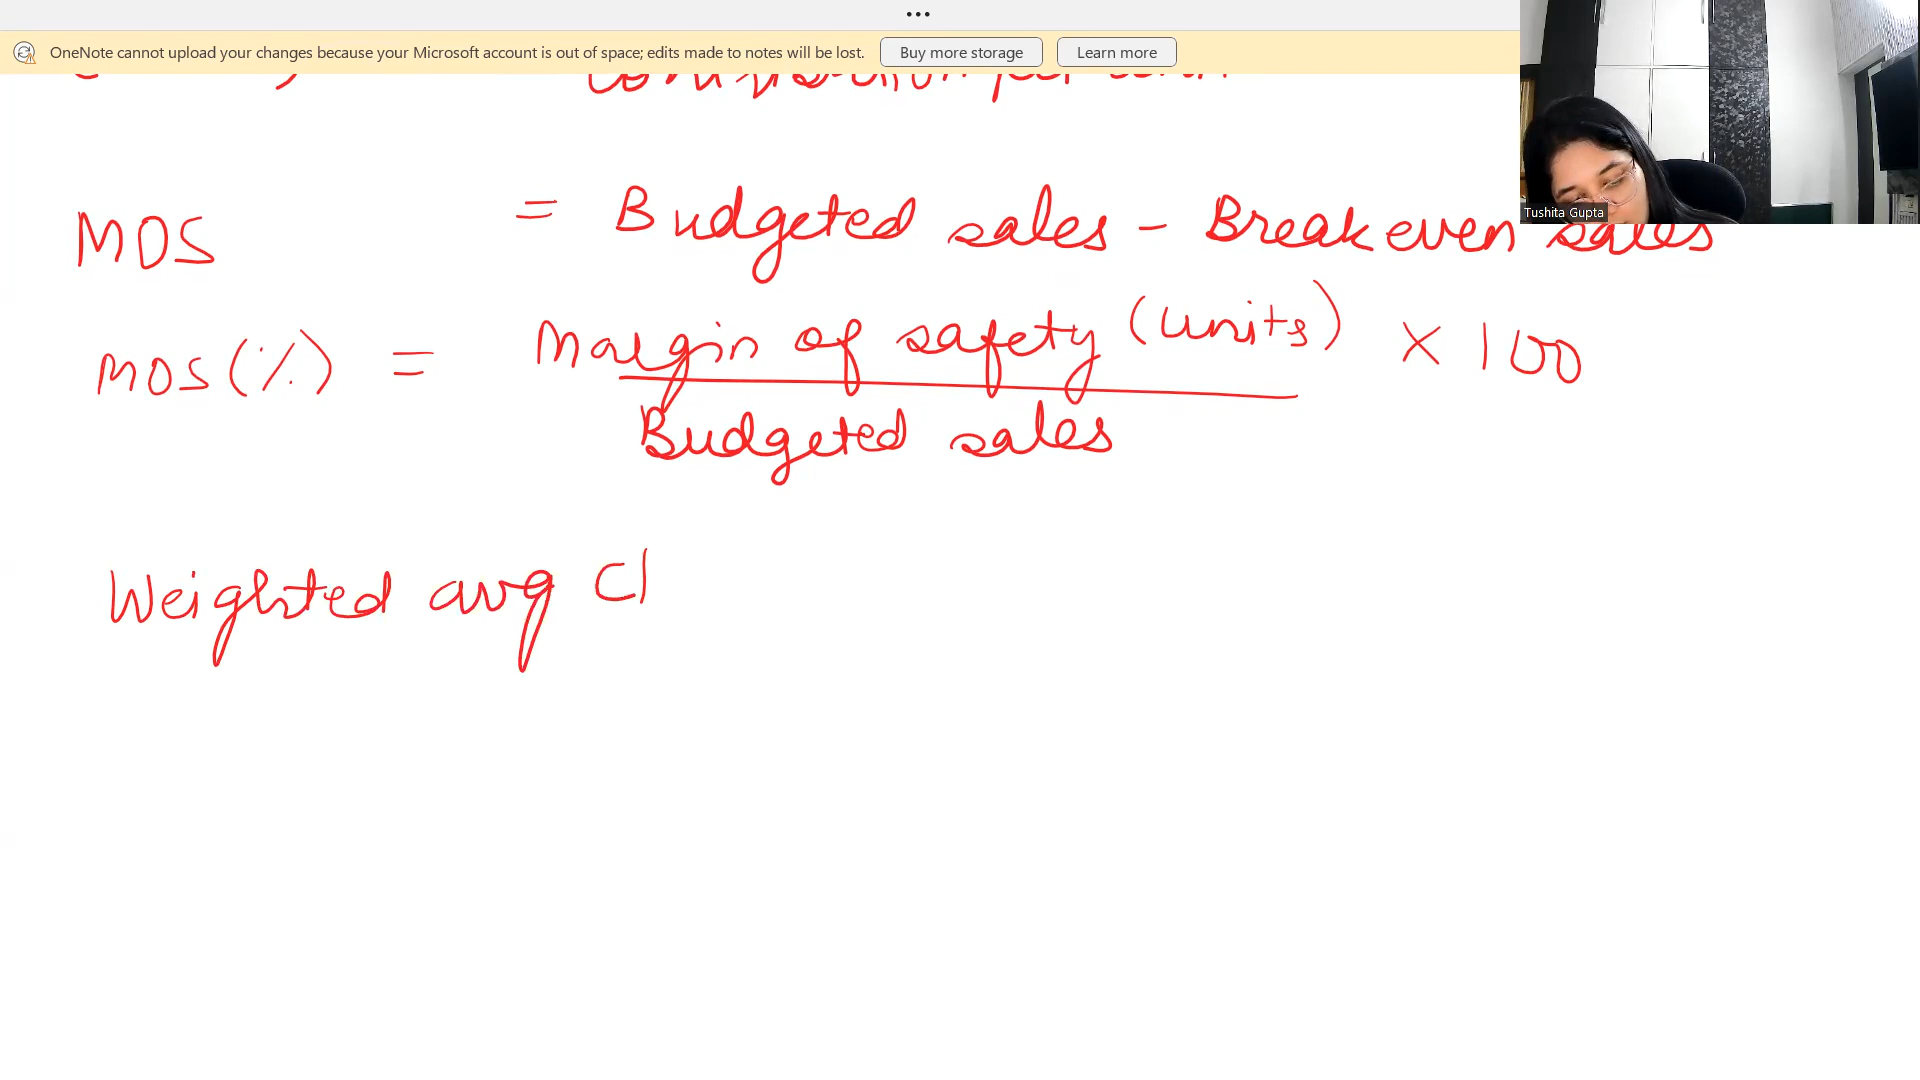 ...
OneNote cannot upload your changes because your Microsoft account is out of space; edits made to notes will be lost. Buy more storage Learn more
Tushita Gupta
MOS = Budgeted sales - Breakeven sales
MOS (%) = Margin of safety (units) × 100
Budgeted sales
Weighted avg C/